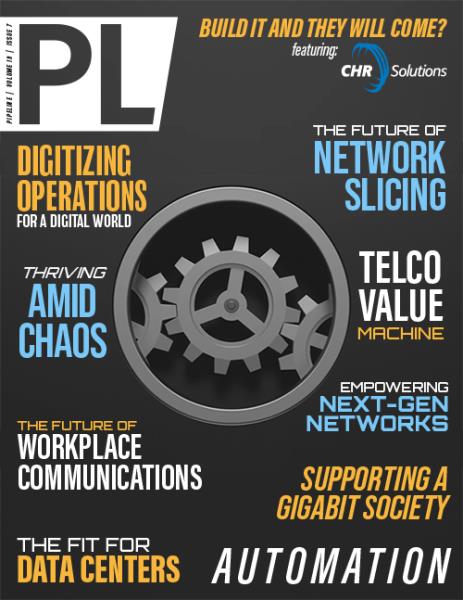 PIPELINE | VOLUME 19 | ISSUE 7
PL
BUILD IT AND THEY WILL COME?
featuring:
CHR Solutions
THE FUTURE OF
NETWORK
SLICING
DIGITIZING
OPERATIONS
FOR A DIGITAL WORLD
THRIVING
AMID
CHAOS
TELCO
VALUE
MACHINE
EMPOWERING
NEXT-GEN
NETWORKS
THE FUTURE OF
WORKPLACE
COMMUNICATIONS
SUPPORTING A
GIGABIT SOCIETY
THE FIT FOR
DATA CENTERS
AUTOMATION